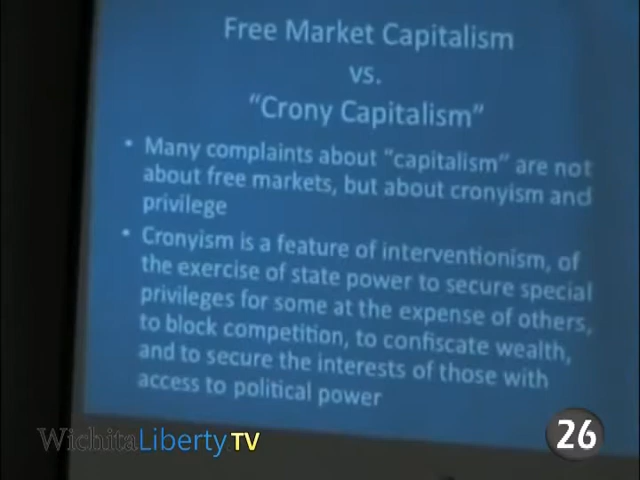 Free Market Capitalism
vs.
“Crony Capitalism”
• Many complaints about “capitalism” are not
about free markets, but about cronyism and
privilege
• Cronyism is a feature of interventionism, of
the exercise of state power to secure special
privileges for some at the expense of others,
to block competition, to confiscate wealth,
and to secure the interests of those with
access to political power
WichitaLiberty.TV
26